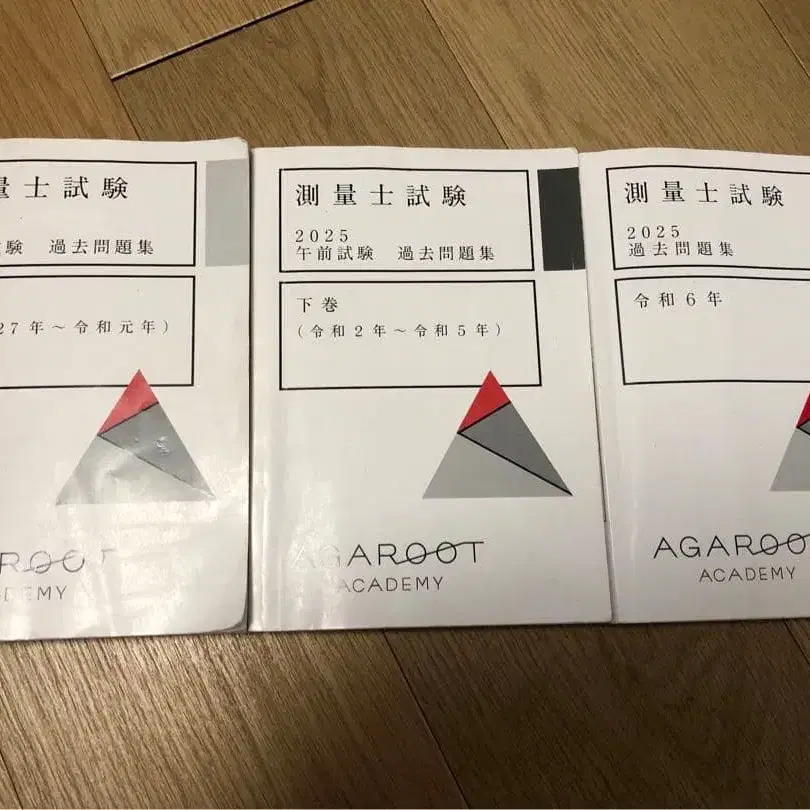 量士試験
験 過去問題集
27年～令和元年)
ROOT
DEMY
測量士試験
2025
午前試験 過去問題集
下巻
(令和2年～令和5年)
AGAROOT
ACADEMY
測量士試験
2025
過去問題集
令和6年
AGAROOT
ACADEMY